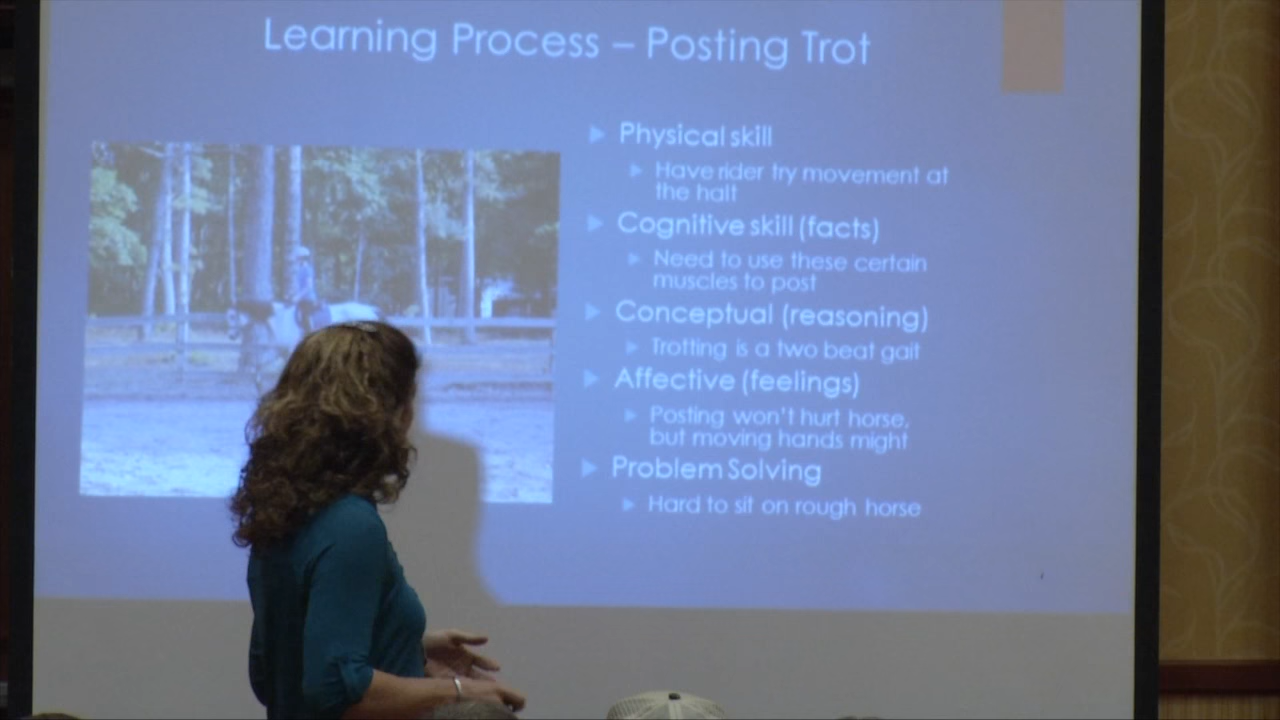 Learning Process – Posting Trot
Physical skill
Have rider try movement at
the halt
Cognitive skill (facts)
Need to use these certain
muscles to post
Conceptual (reasoning)
Trotting is a two beat gait
Affective (feelings)
Posting won't hurt horse,
but moving hands might
Problem Solving
Hard to sit on rough horse